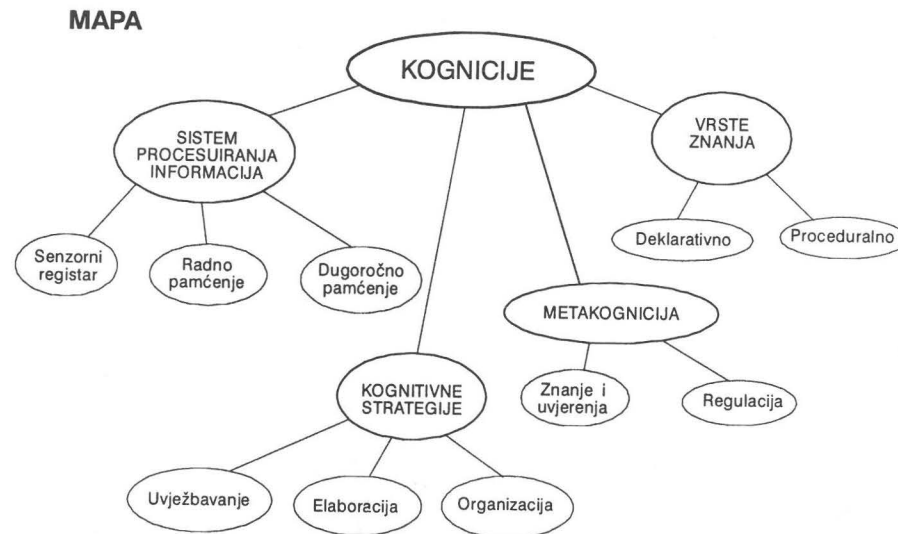 MAPA
KOGNICIJE
SISTEM
PROCESUIRANJA
INFORMACIJA
VRSTE
ZNANJA
Senzorni
registar
Radno
pamćenje
Dugoročno
pamćenje
Deklarativno
Proceduralno
METAKOGNICIJA
Znanje i
uvjerenja
Regulacija
KOGNITIVNE
STRATEGIJE
Uvježbavanje
Elaboracija
Organizacija